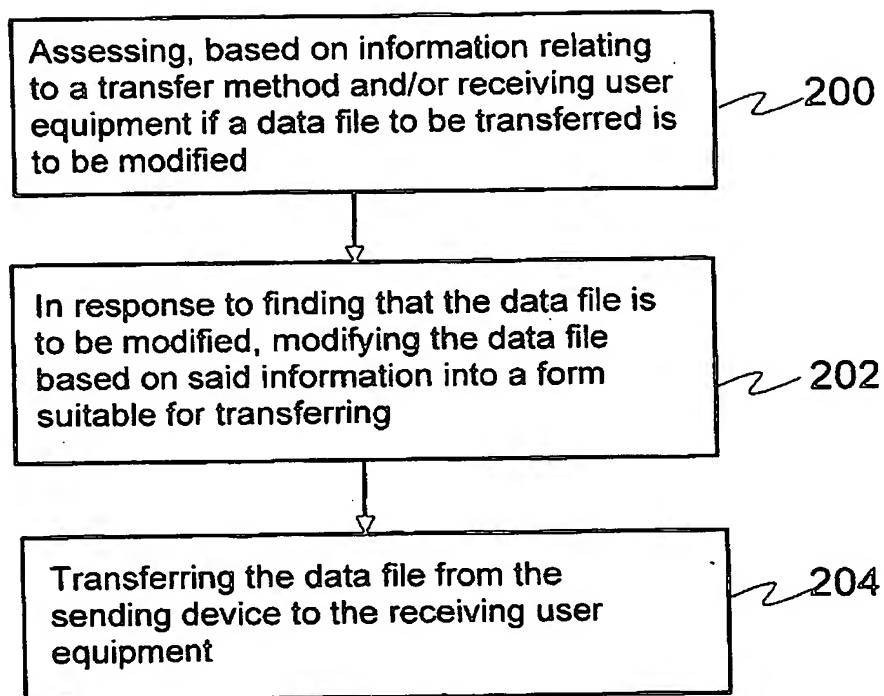 Assessing, based on information relating
to a transfer method and/or receiving user
equipment if a data file to be transferred is
to be modified
200
In response to finding that the data file is
to be modified, modifying the data file
based on said information into a form
suitable for transferring
202
Transferring the data file from the
sending device to the receiving user
equipment
204